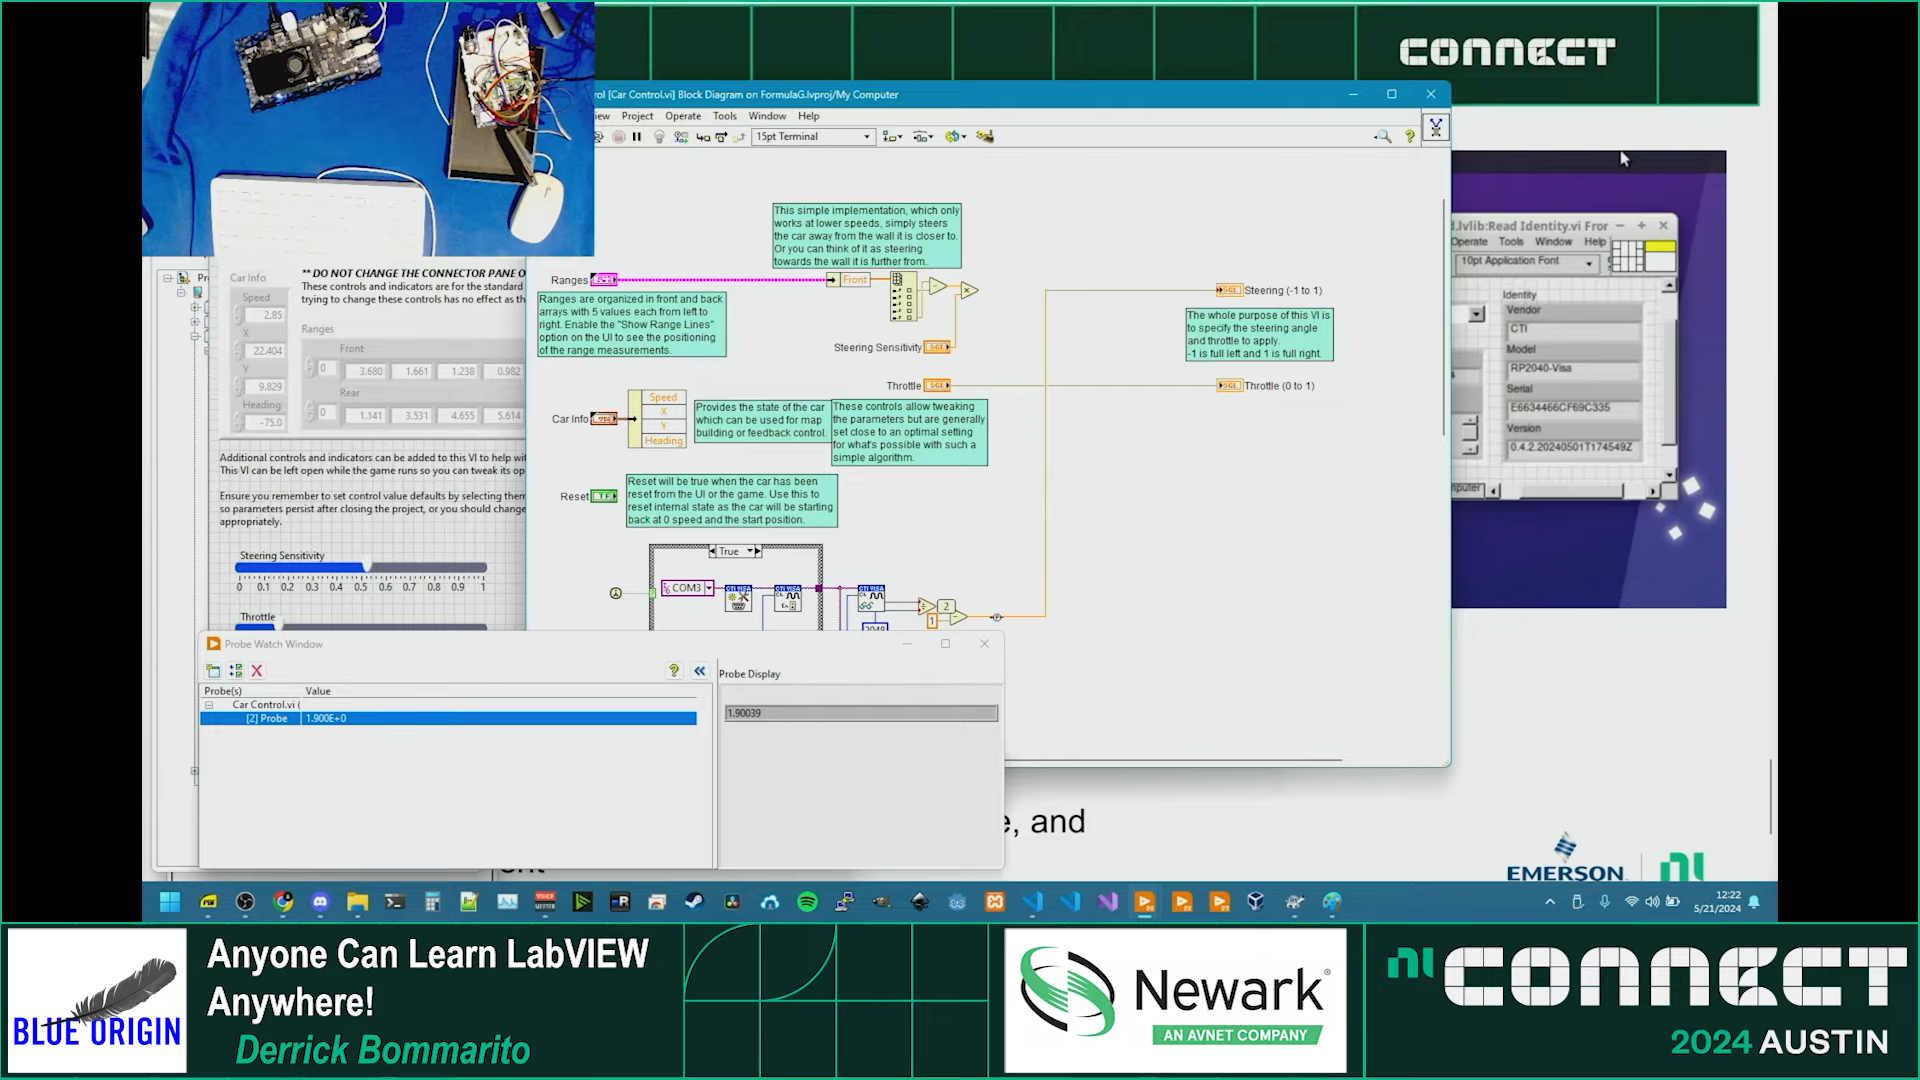 CONNECT
[Car Control.vi] Block Diagram on FormulaG.lvproj/My Computer
Project Operate Tools Window Help
15pt Terminal
This simple implementation, which only
works at lower speeds, simply steers
the car away from the wall it is closer to.
Or you can think of it as steering
towards the wall it is further from.
Ranges
Front
Ranges are organized in front and back
arrays with 5 values each from left to
right. Enable the "Show Range Lines"
option on the UI to see the positioning
of the range measurements.
Steering Sensitivity
Steering (-1 to 1)
The whole purpose of this VI is
to specify the steering angle
and throttle to apply.
-1 is full left and 1 is full right.
Throttle
Throttle (0 to 1)
Car Info
Speed
X
Y
Heading
Provides the state of the car
which can be used for map
building or feedback control.
These controls allow tweaking
the parameters but are generally
set close to an optimal setting
for what's possible with such a
simple algorithm.
Reset
Reset will be true when the car has been
reset from the UI or the game. Use this to
reset internal state as the car will be starting
back at 0 speed and the start position.
True
COM3
2
1
Car Info
Speed
2.85
X
22.404
Y
9.829
Heading
-75.0
** DO NOT CHANGE THE CONNECTOR PANE O
These controls and indicators are for the standard
trying to change these controls has no effect as th
Ranges
Front
0 3.680 1.661 1.238 0.982
Rear
0 1.141 3.531 4.655 5.614
Additional controls and indicators can be added to this VI to help wit
This VI can be left open while the game runs so you can tweak its op
Ensure you remember to set control value defaults by selecting them
so parameters persist after closing the project, or you should change
appropriately.
Steering Sensitivity
0 0.1 0.2 0.3 0.4 0.5 0.6 0.7 0.8 0.9 1
Throttle
.lvlib:Read Identity.vi Fror
Operate Tools Window Help
10pt Application Font
Identity
Vendor
CTI
Model
RP2040-Visa
Serial
E6634466CF69C335
Version
0.4.2.20240501T174549Z
Probe Watch Window
Probe(s) Value
Car Control.vi (
[2] Probe 1.900E+0
Probe Display
1.90039
e, and
EMERSON
12:22
5/21/2024
BLUE ORIGIN
Anyone Can Learn LabVIEW
Anywhere!
Derrick Bommarito
Newark
AN AVNET COMPANY
CONNECT
2024 AUSTIN